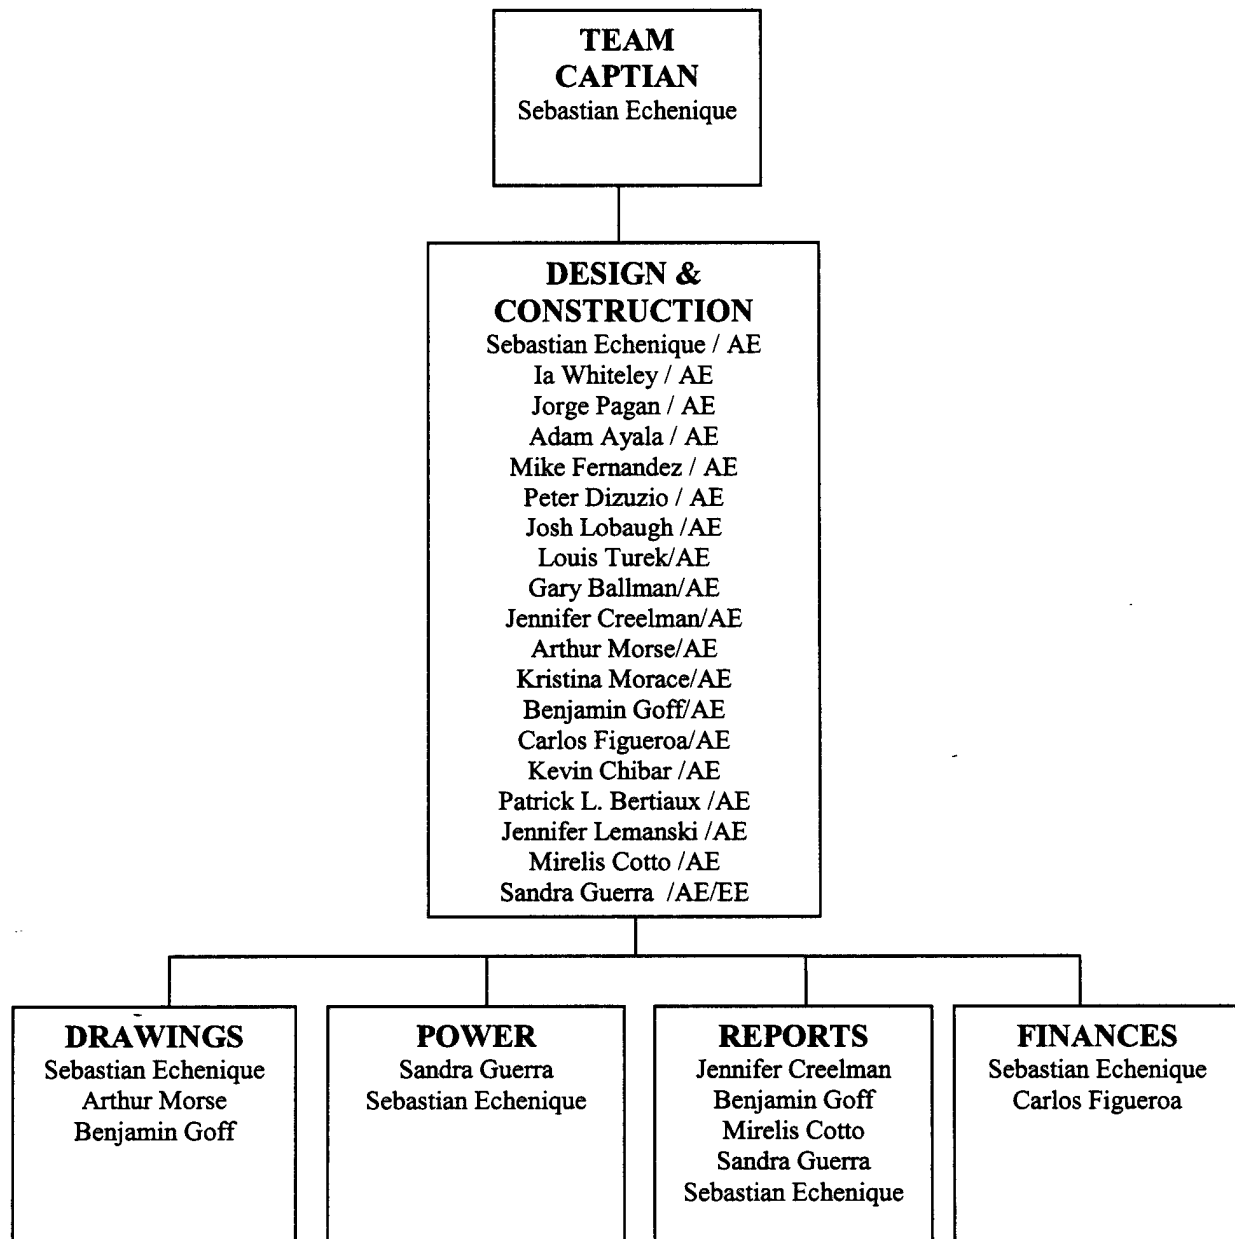 TEAM
CAPTIAN
Sebastian Echenique
DESIGN &
CONSTRUCTION
Sebastian Echenique / AE
Ia Whiteley / AE
Jorge Pagan / AE
Adam Ayala / AE
Mike Fernandez / AE
Peter Dizuzio / AE
Josh Lobaugh /AE
Louis Turek/AE
Gary Ballman/AE
Jennifer Creelman/AE
Arthur Morse/AE
Kristina Morace/AE
Benjamin Goff/AE
Carlos Figueroa/AE
Kevin Chibar /AE
Patrick L. Bertiaux /AE
Jennifer Lemanski /AE
Mirelis Cotto /AE
Sandra Guerra /AE/EE
DRAWINGS
Sebastian Echenique
Arthur Morse
Benjamin Goff
POWER
Sandra Guerra
Sebastian Echenique
REPORTS
Jennifer Creelman
Benjamin Goff
Mirelis Cotto
Sandra Guerra
Sebastian Echenique
FINANCES
Sebastian Echenique
Carlos Figueroa